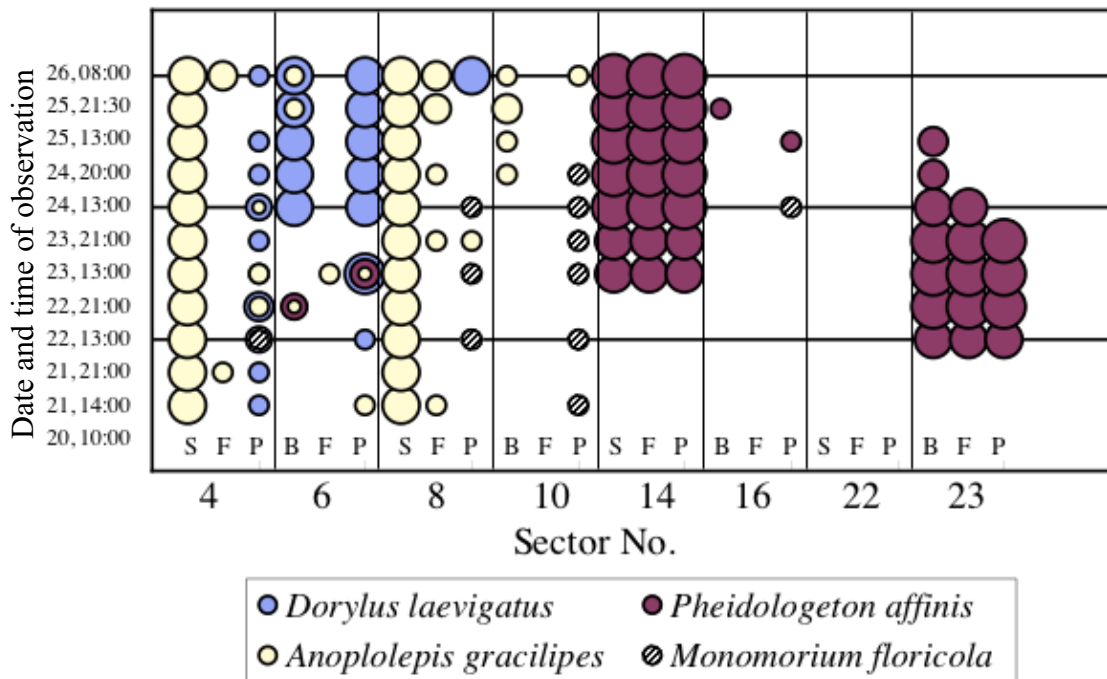 Date and time of observation
26, 08:00
25, 21:30
25, 13:00
24, 20:00
24, 13:00
23, 21:00
23, 13:00
22, 21:00
22, 13:00
21, 21:00
21, 14:00
20, 10:00
S F P B F P S F P B F P S F P B F P S F P B F P
4 6 8 10 14 16 22 23
Sector No.
Dorylus laevigatus Pheidologeton affinis
Anoplolepis gracilipes Monomorium floricola